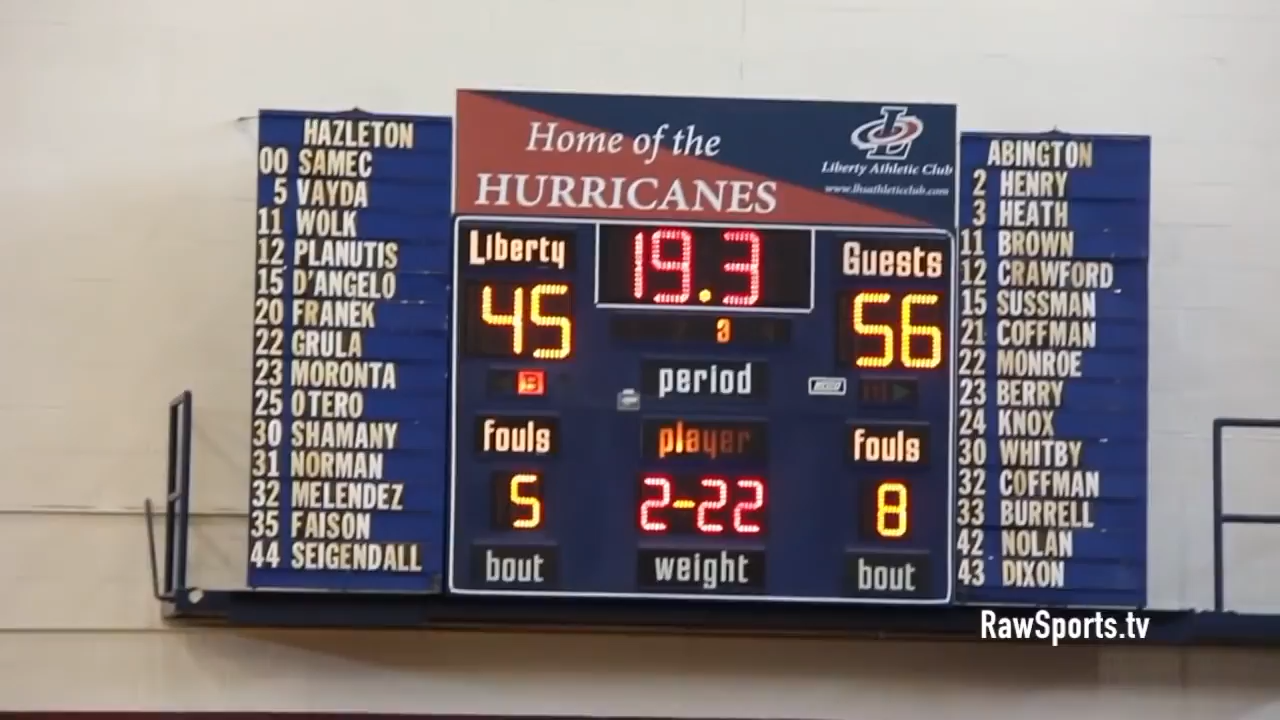 HAZLETON
00 SAMEC
5 VAYDA
11 WOLK
12 PLANUTIS
15 D'ANGELO
20 FRANEK
22 GRULA
23 MORONTA
25 OTERO
30 SHAMANY
31 NORMAN
32 MELENDEZ
35 FAISON
44 SEIGENDALL
Home of the
HURRICANES
Liberty Athletic Club
www.lhsathleticclub.com
Liberty
19.3
Guests
45
3
56
B
period
fouls
player
fouls
5
2-22
8
bout
weight
bout
ABINGTON
2 HENRY
3 HEATH
11 BROWN
12 CRAWFORD
15 SUSSMAN
21 COFFMAN
22 MONROE
23 BERRY
24 KNOX
30 WHITBY
32 COFFMAN
33 BURRELL
42 NOLAN
43 DIXON
RawSports.tv